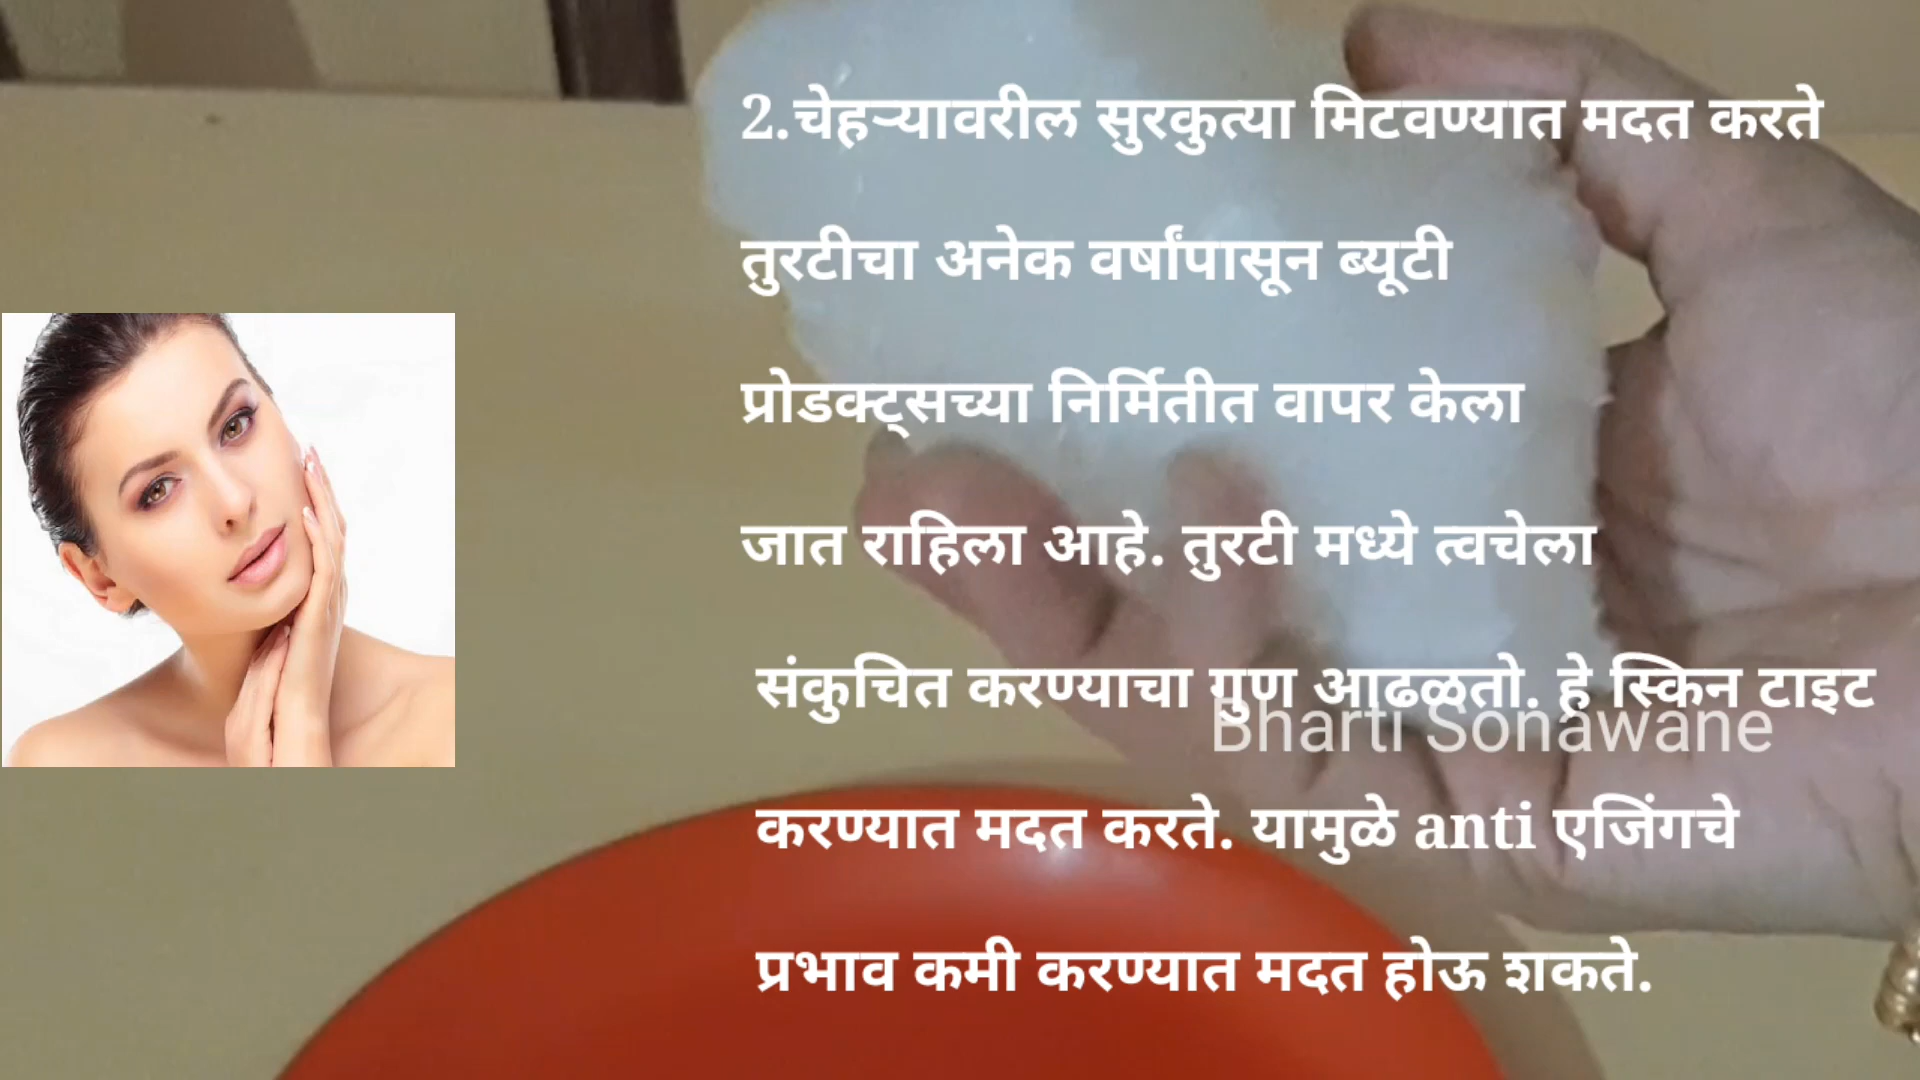 2.चेहऱ्यावरील सुरकुत्या मिटवण्यात मदत करते
तुरटीचा अनेक वर्षांपासून ब्यूटी
प्रोडक्ट्सच्या निर्मितीत वापर केला
जात राहिला आहे. तुरटी मध्ये त्वचेला
संकुचित करण्याचा गुण आढळतो. हे स्किन टाइट
Bharti Sonawane
करण्यात मदत करते. यामुळे anti एजिंगचे
प्रभाव कमी करण्यात मदत होऊ शकते.